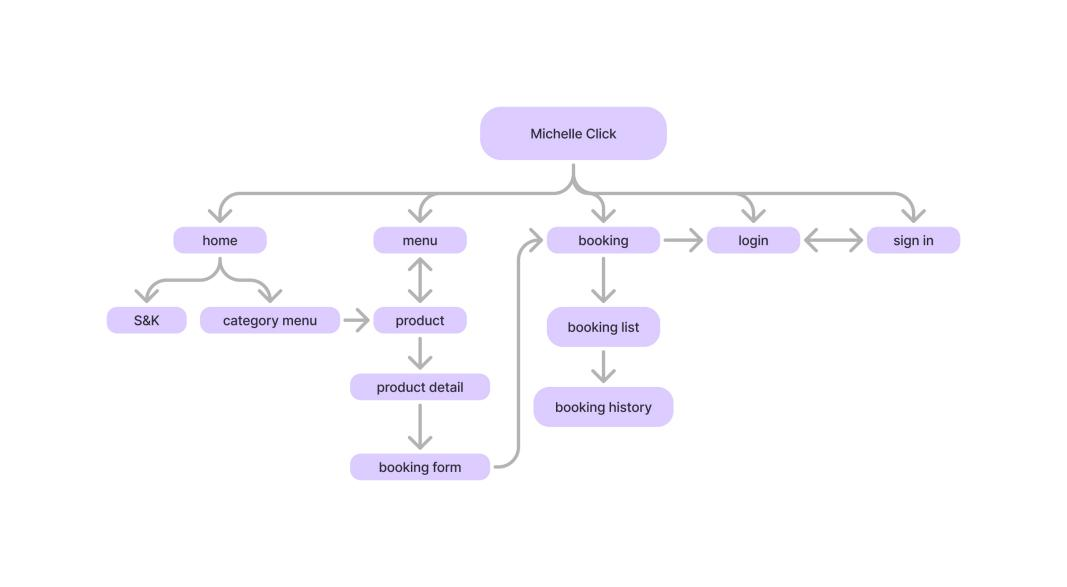 Michelle Click
home
menu
booking
login
sign in
S&K
category menu
product
booking list
product detail
booking history
booking form